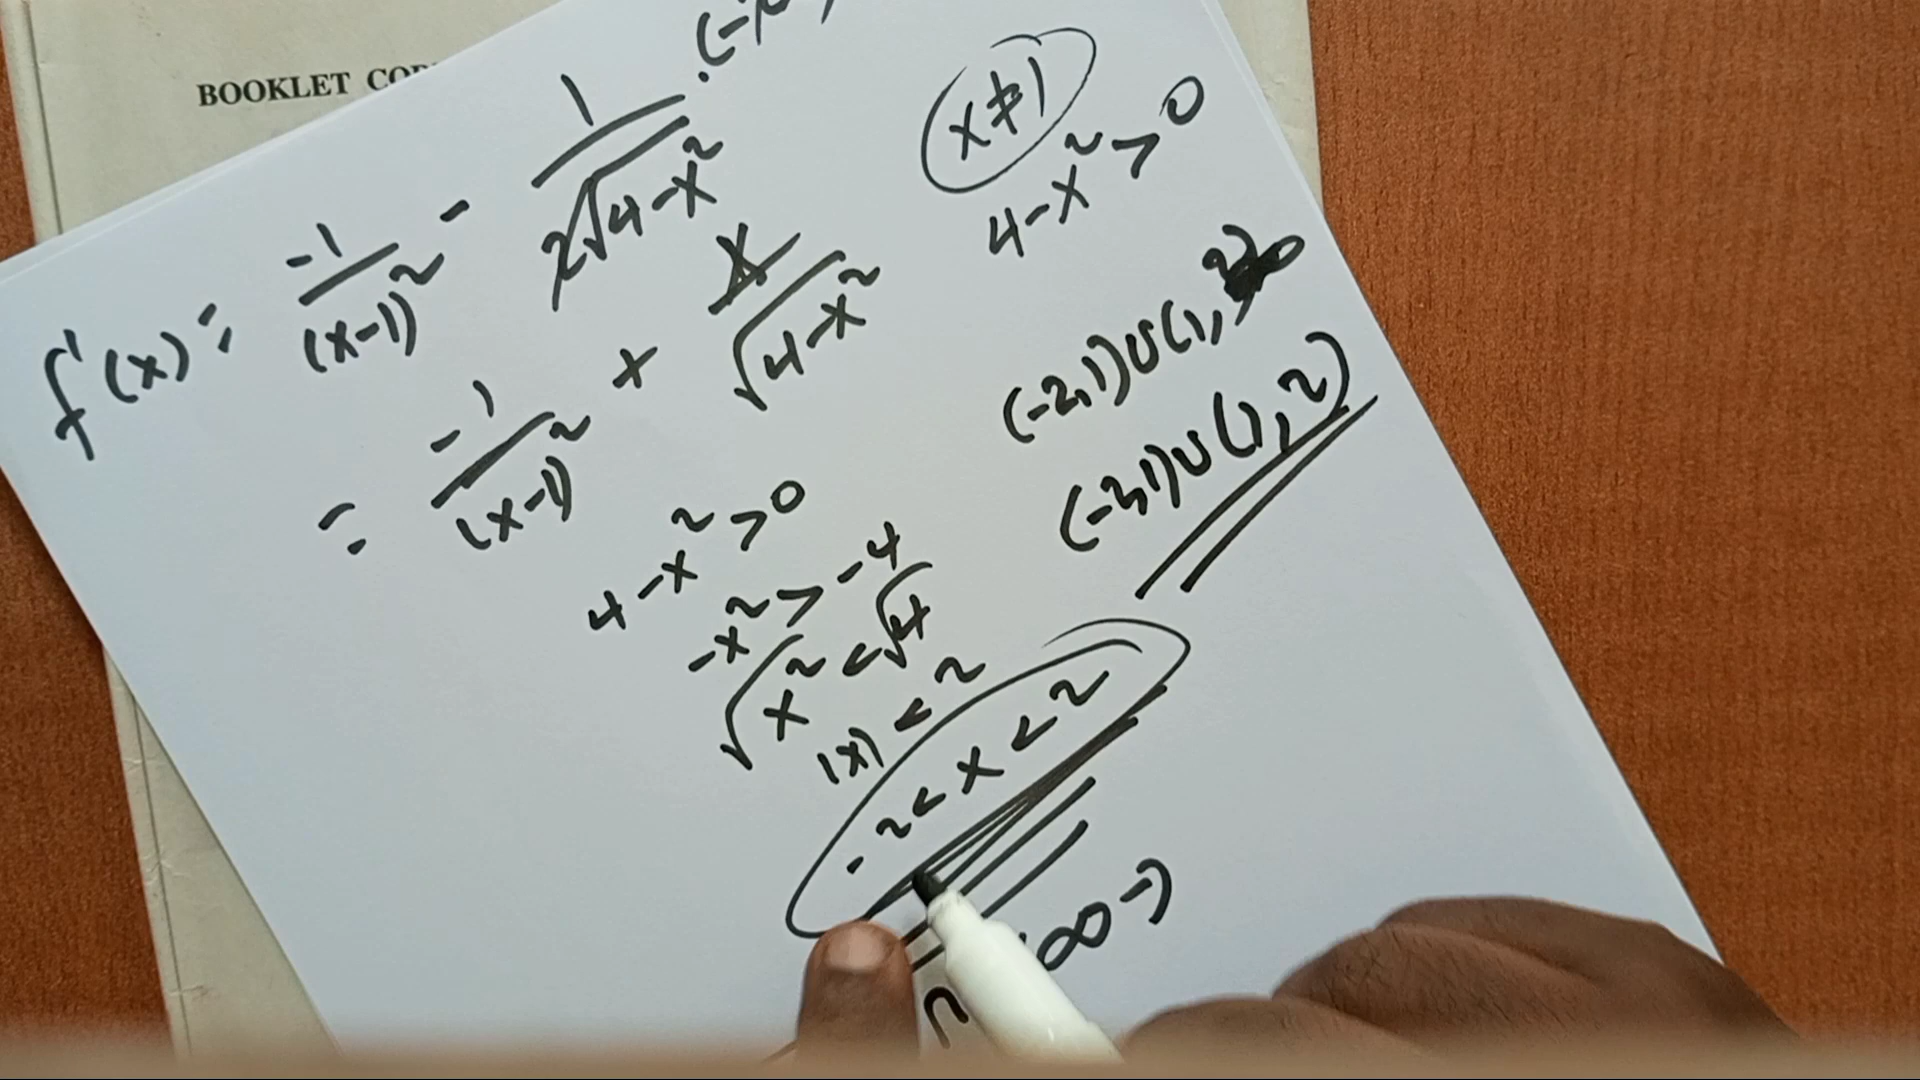 BOOKLET
f'(x) = -1/(x-1)² - 1/2√4-x² .(-
= -1/(x-1)² + x/√4-x²
x≠1
4-x² > 0
(-2,1)∪(1,
(-2,1)∪(1,2)
4-x² > 0
-x² > -4
√x² < √4
|x| < 2
-2 < x < 2